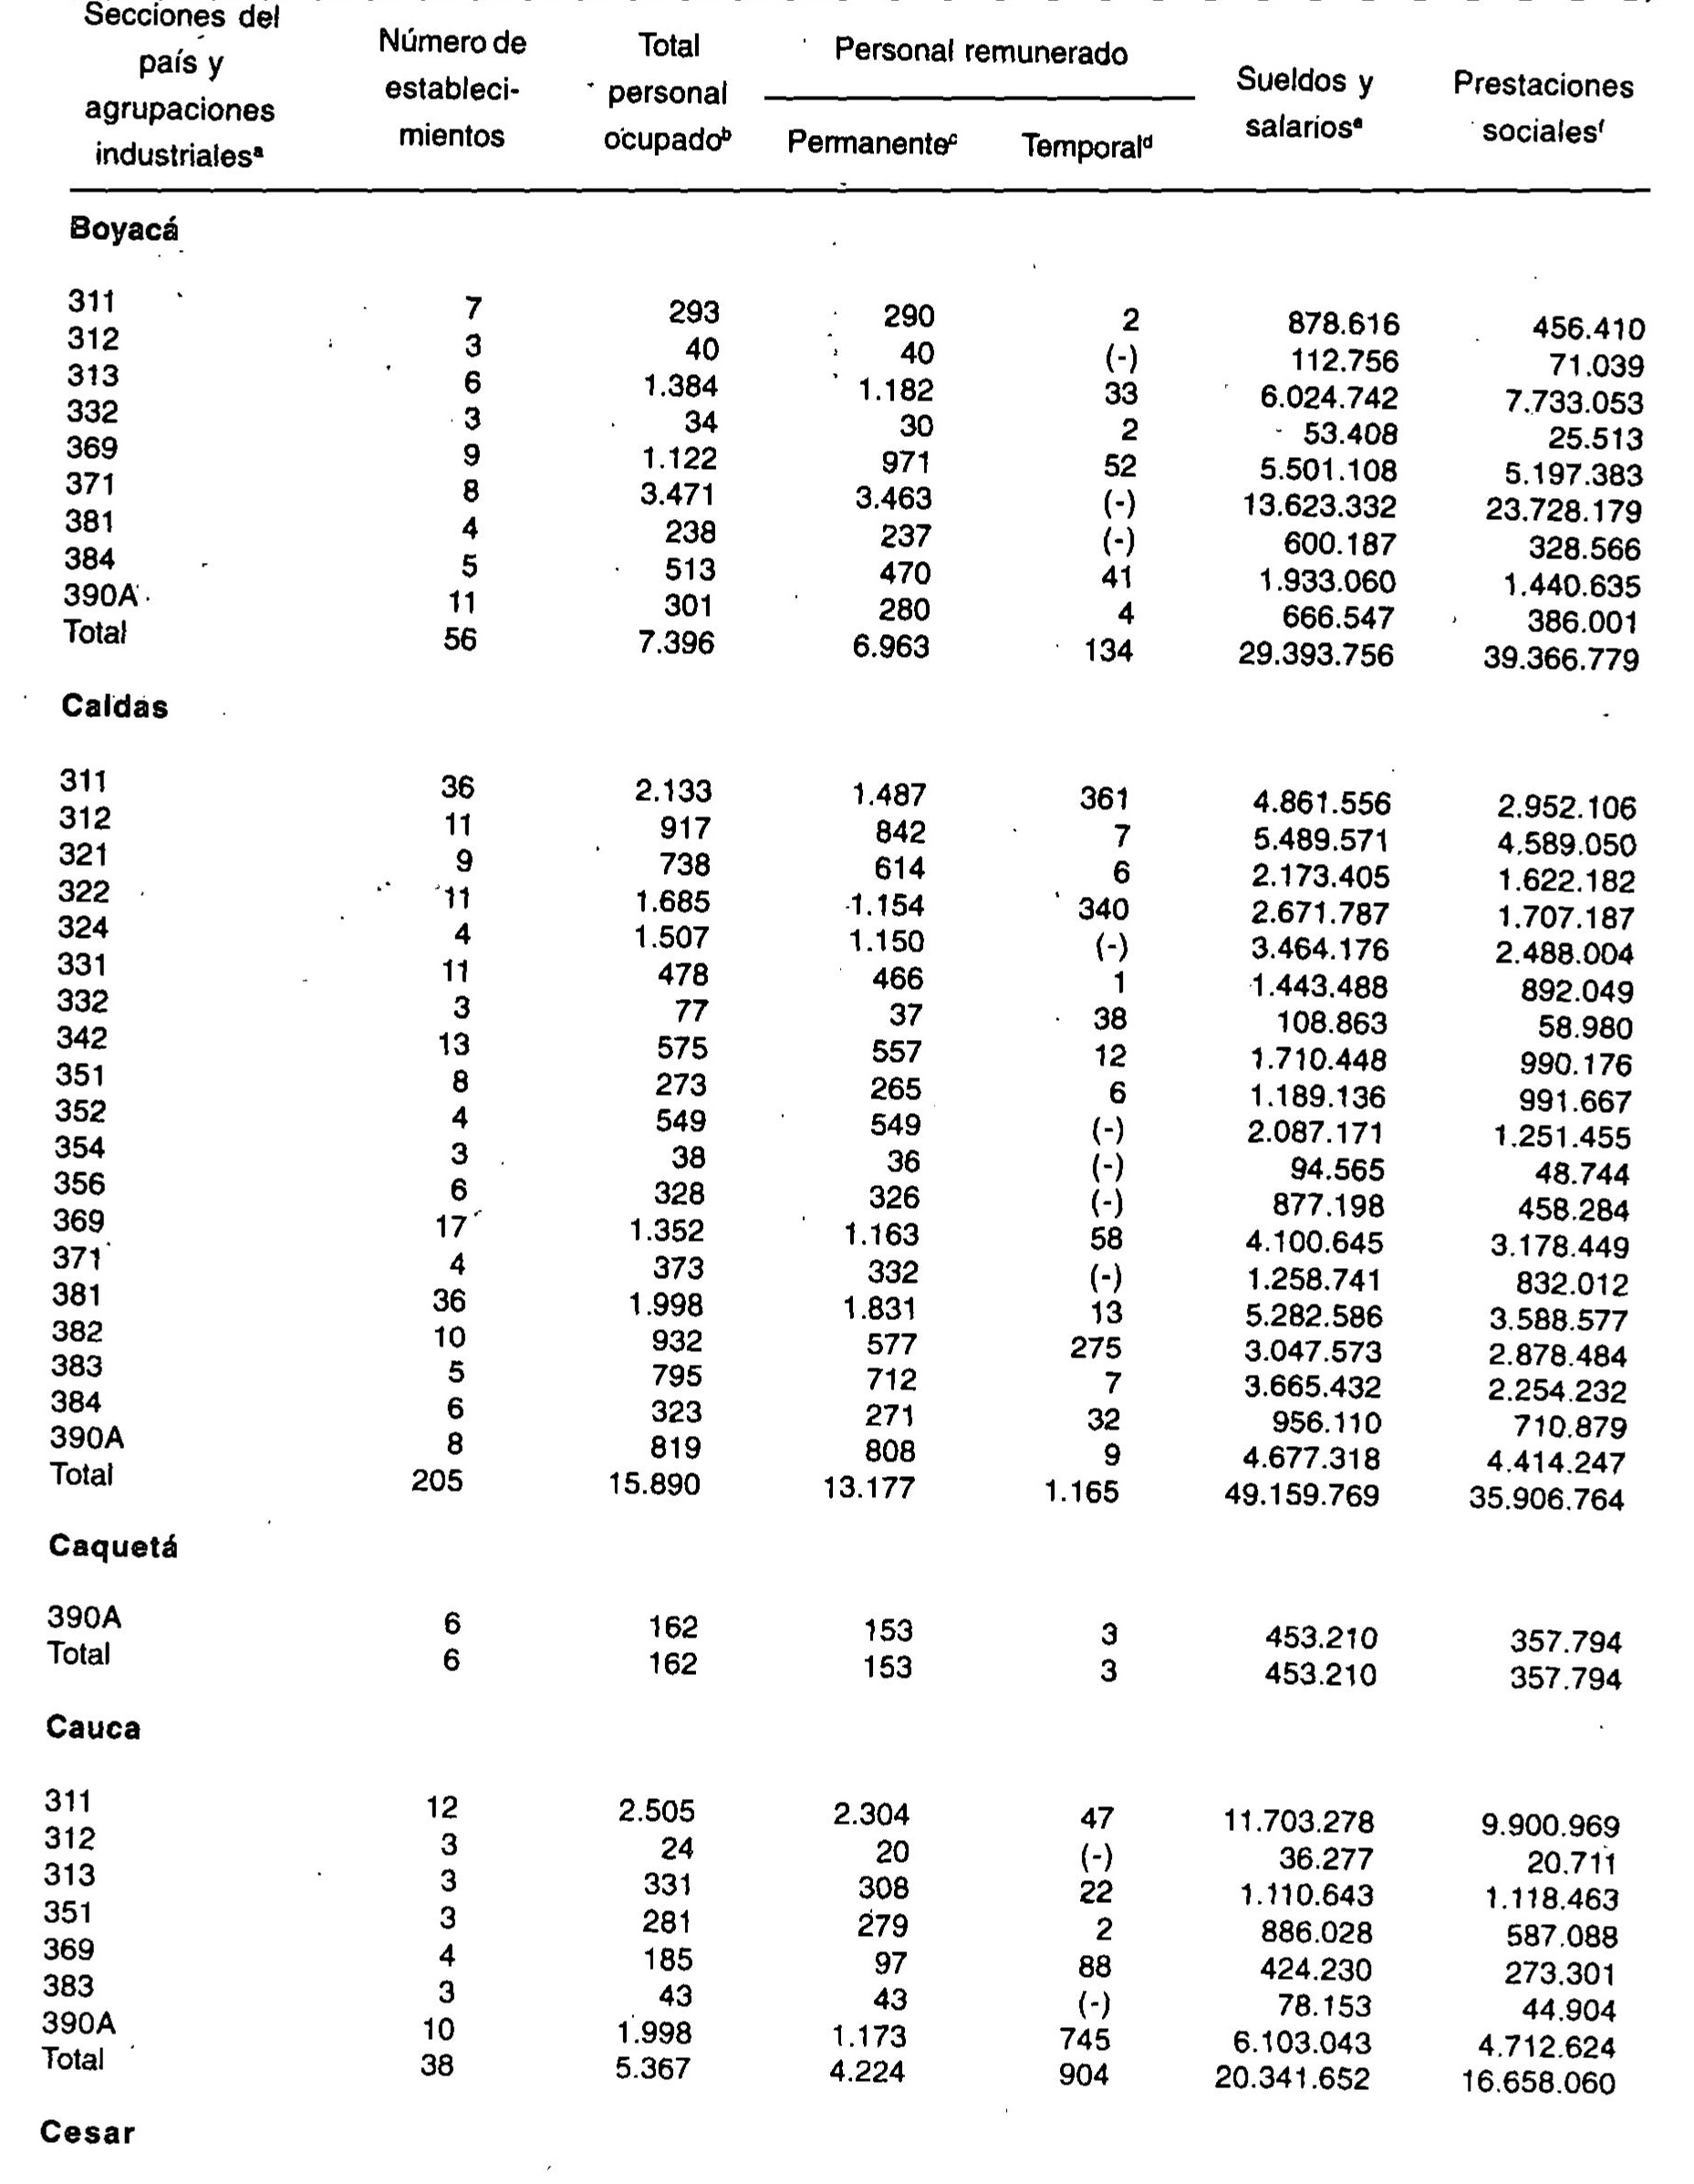 Secciones del país y agrupaciones industrialesª Número de estableci-mientos Total personal ocupadoᵇ Personal remunerado Permanenteᶜ Temporalᵈ Sueldos y salariosᵉ Prestaciones socialesᶠ
Boyacá
311 7 293 290 2 878.616 456.410
312 3 40 40 (-) 112.756 71.039
313 6 1.384 1.182 33 6.024.742 7.733.053
332 3 34 30 2 53.408 25.513
369 9 1.122 971 52 5.501.108 5.197.383
371 8 3.471 3.463 (-) 13.623.332 23.728.179
381 4 238 237 (-) 600.187 328.566
384 5 513 470 41 1.933.060 1.440.635
390A 11 301 280 4 666.547 386.001
Total 56 7.396 6.963 134 29.393.756 39.366.779
Caldas
311 36 2.133 1.487 361 4.861.556 2.952.106
312 11 917 842 7 5.489.571 4.589.050
321 9 738 614 6 2.173.405 1.622.182
322 11 1.685 1.154 340 2.671.787 1.707.187
324 4 1.507 1.150 (-) 3.464.176 2.488.004
331 11 478 466 1 1.443.488 892.049
332 3 77 37 38 108.863 58.980
342 13 575 557 12 1.710.448 990.176
351 8 273 265 6 1.189.136 991.667
352 4 549 549 (-) 2.087.171 1.251.455
354 3 38 36 (-) 94.565 48.744
356 6 328 326 (-) 877.198 458.284
369 17 1.352 1.163 58 4.100.645 3.178.449
371 4 373 332 (-) 1.258.741 832.012
381 36 1.998 1.831 13 5.282.586 3.588.577
382 10 932 577 275 3.047.573 2.878.484
383 5 795 712 7 3.665.432 2.254.232
384 6 323 271 32 956.110 710.879
390A 8 819 808 9 4.677.318 4.414.247
Total 205 15.890 13.177 1.165 49.159.769 35.906.764
Caquetá
390A 6 162 153 3 453.210 357.794
Total 6 162 153 3 453.210 357.794
Cauca
311 12 2.505 2.304 47 11.703.278 9.900.969
312 3 24 20 (-) 36.277 20.711
313 3 331 308 22 1.110.643 1.118.463
351 3 281 279 2 886.028 587.088
369 4 185 97 88 424.230 273.301
383 3 43 43 (-) 78.153 44.904
390A 10 1.998 1.173 745 6.103.043 4.712.624
Total 38 5.367 4.224 904 20.341.652 16.658.060
Cesar